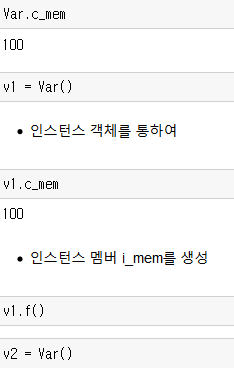 Var.c_mem
100
v1 = Var()
• 인스턴스 객체를 통하여
v1.c_mem
100
• 인스턴스 멤버 i_mem를 생성
v1.f()
v2 = Var()